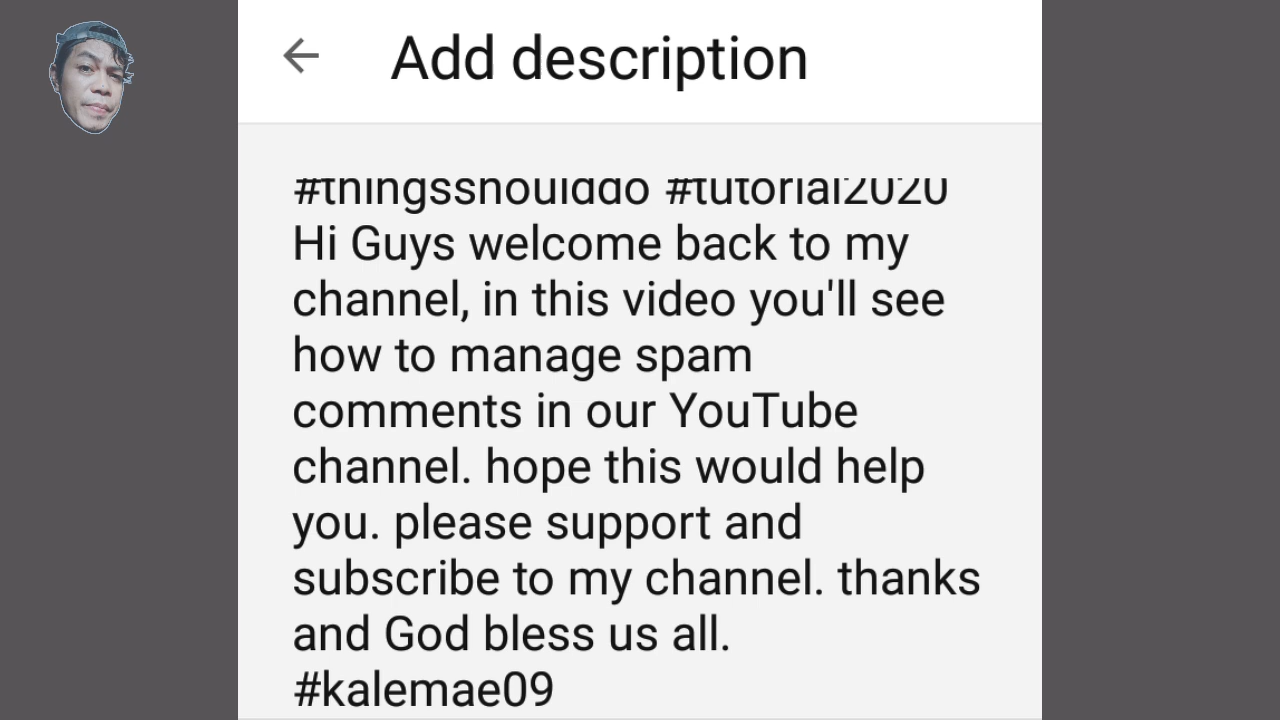 Add description
#thingsshoulddo #tutorial2020
Hi Guys welcome back to my
channel, in this video you'll see
how to manage spam
comments in our YouTube
channel. hope this would help
you. please support and
subscribe to my channel. thanks
and God bless us all.
#kalemae09